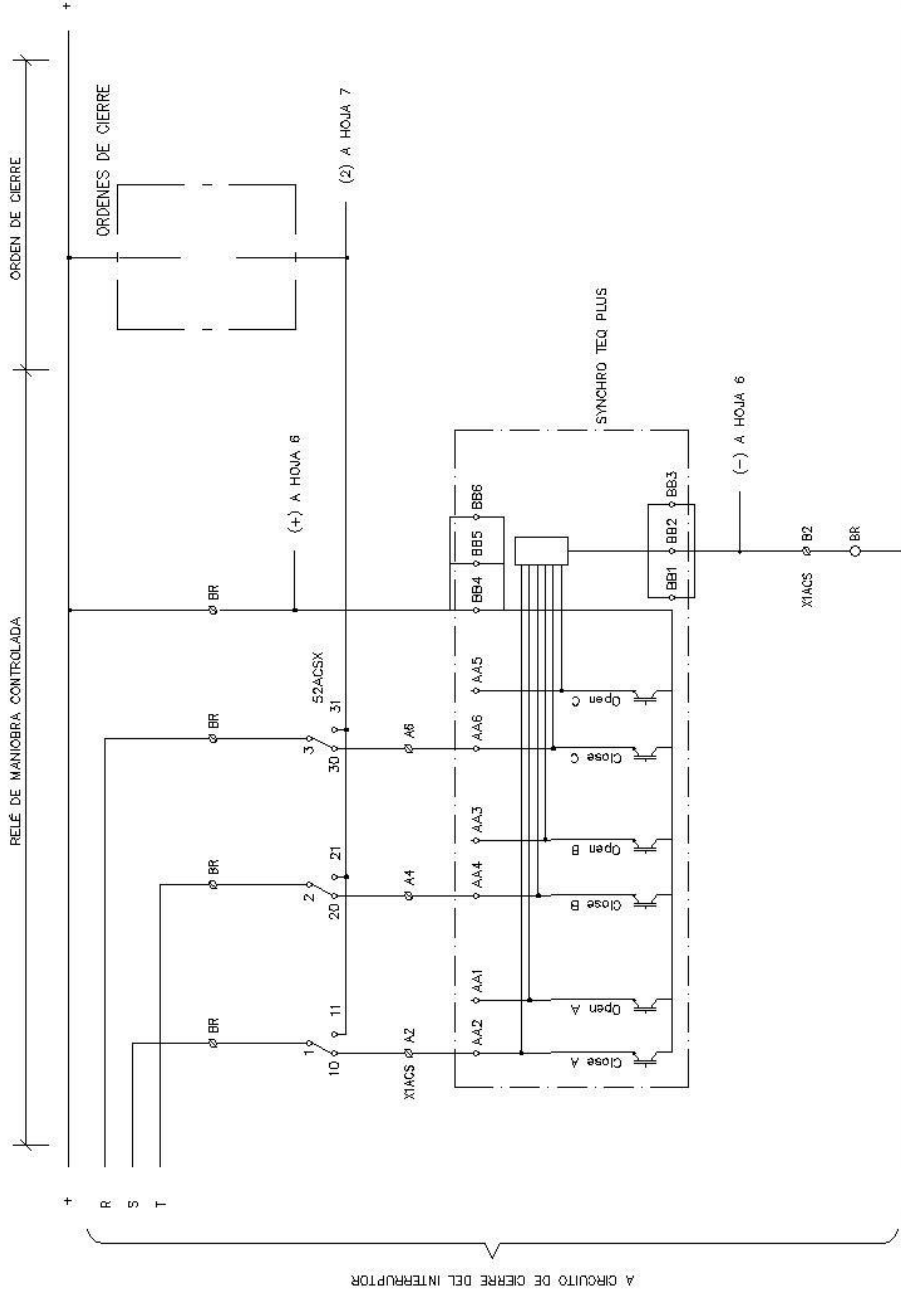 RELÉ DE MANIOBRA CONTROLADA
ORDEN DE CIERRE
+
+
R
S
T
ORDENES DE CIERRE
BR
BR
BR
BR
(+) A HOJA 6
(2) A HOJA 7
52ACSX
1
10
11
2
20
21
3
30
31
X1ACS
A2
A4
A6
AA2
AA1
AA4
AA3
AA6
AA5
BB4
BB5
BB6
SYNCHRO TEQ PLUS
Close A
Open A
Close B
Open B
Close C
Open C
BB1
BB2
BB3
(-) A HOJA 6
X1ACS
B2
BR
A CIRCUITO DE CIERRE DEL INTERRUPTOR